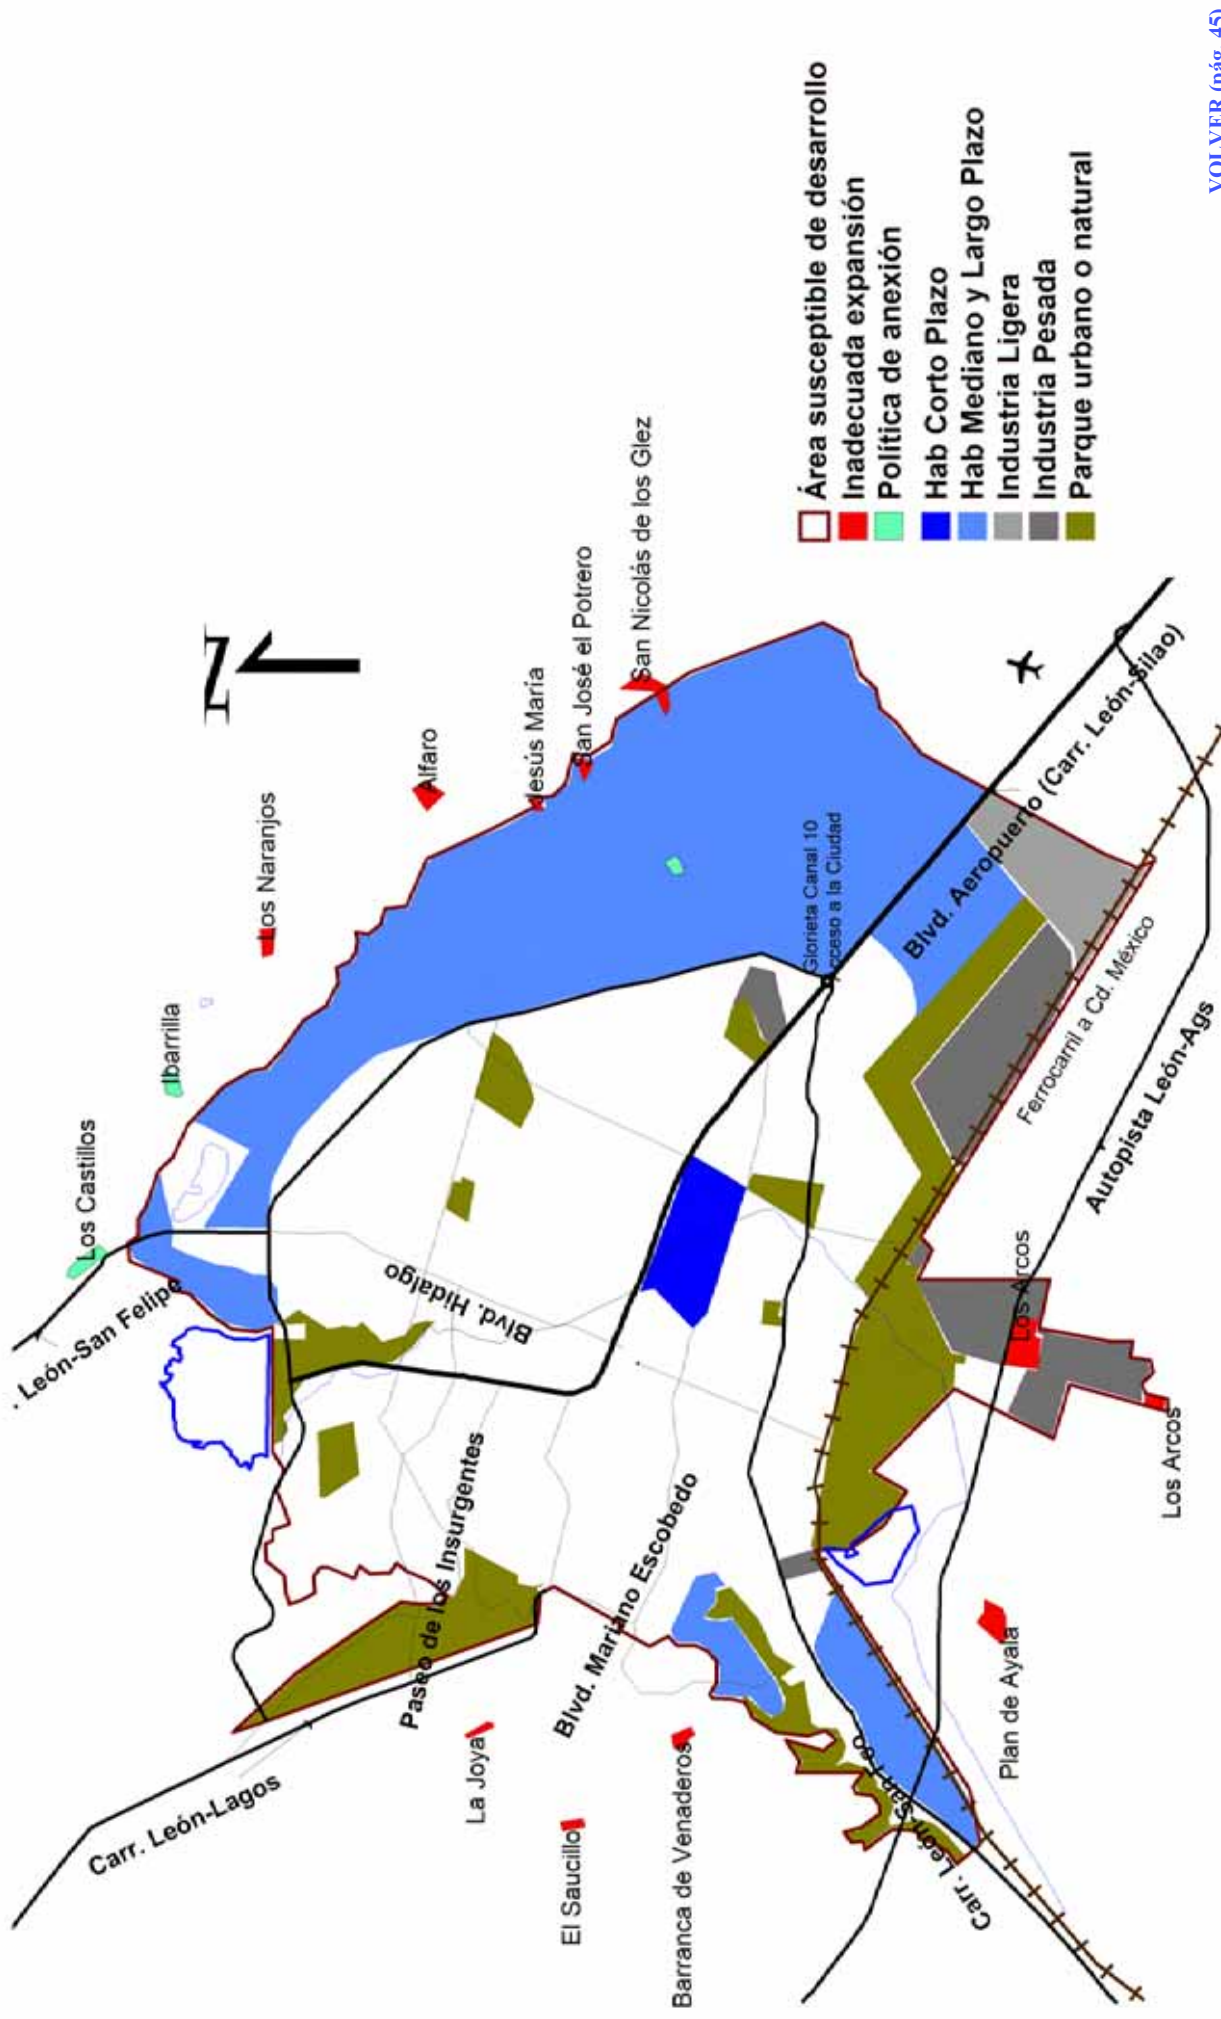 VOLVER (pág. 45)
N
Los Castillos
Ibarrilla
Los Naranjos
Alfaro
Jesús María
San José el Potrero
San Nicolás de los Glez
. León-San Felipe
Blvd. Hidalgo
Carr. León-Lagos
Paseo de los Insurgentes
La Joya
El Saucillo
Blvd. Mariano Escobedo
Barranca de Venaderos
Glorieta Canal 10
cceso a la Ciudad
Blvd. Aeropuerto (Carr. León-Silao)
Ferrocarril a Cd. México
Autopista León-Ags
Los Arcos
Los Arcos
Plan de Ayala
Carr. León-San Fco
Área susceptible de desarrollo
Inadecuada expansión
Política de anexión
Hab Corto Plazo
Hab Mediano y Largo Plazo
Industria Ligera
Industria Pesada
Parque urbano o natural